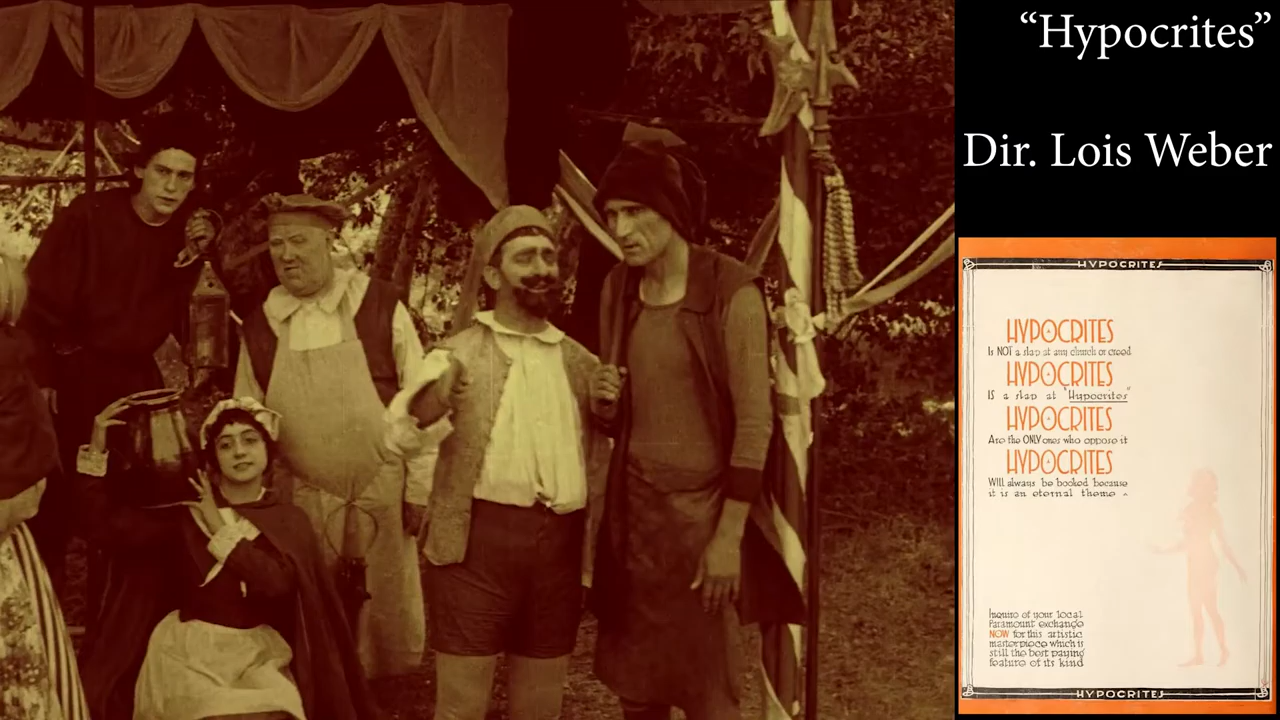 “Hypocrites”
Dir. Lois Weber
HYPOCRITES
HYPOCRITES
Is NOT a slap at any church or creed
HYPOCRITES
IS a slap at "Hypocrites"
HYPOCRITES
Are the ONLY ones who oppose it
HYPOCRITES
WILL always be booked because
it is an eternal theme -
Inquire of your local
Paramount exchange
NOW for this artistic
masterpiece which is
still the best paying
feature of its kind
HYPOCRITES